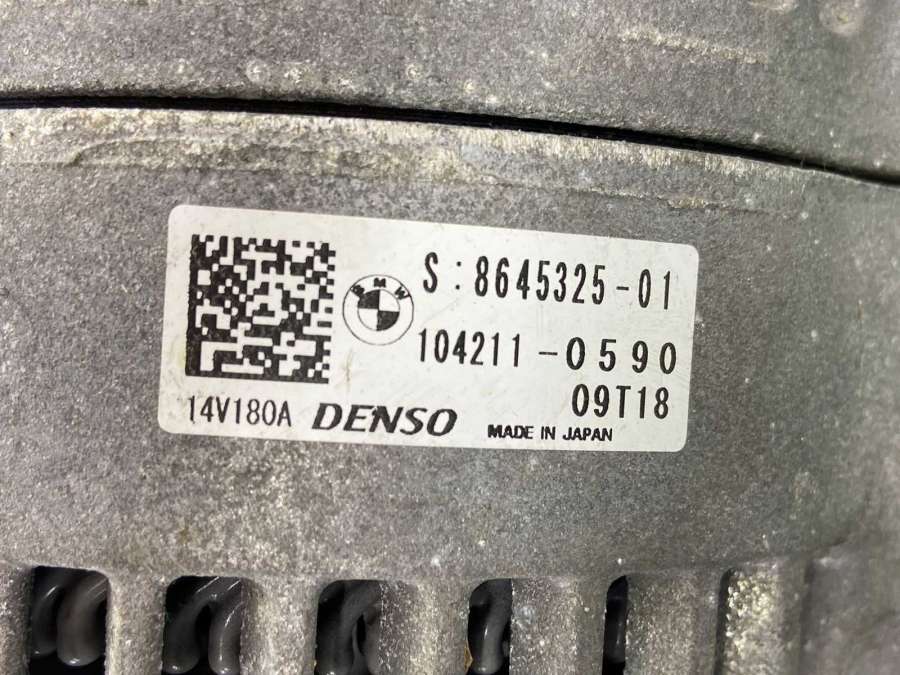 S:8645325-01
BMW
104211-0590
09T18
14V180A DENSO MADE IN JAPAN